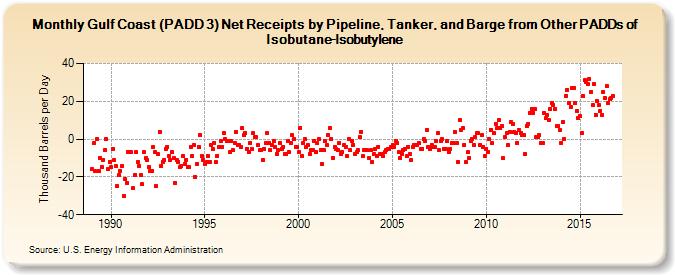 Monthly Gulf Coast (PADD 3) Net Receipts by Pipeline, Tanker, and Barge from Other PADDs of
Isobutane-Isobutylene
Thousand Barrels per Day
40
20
0
-20
-40
1990
1995
2000
2005
2010
2015
Source: U.S. Energy Information Administration